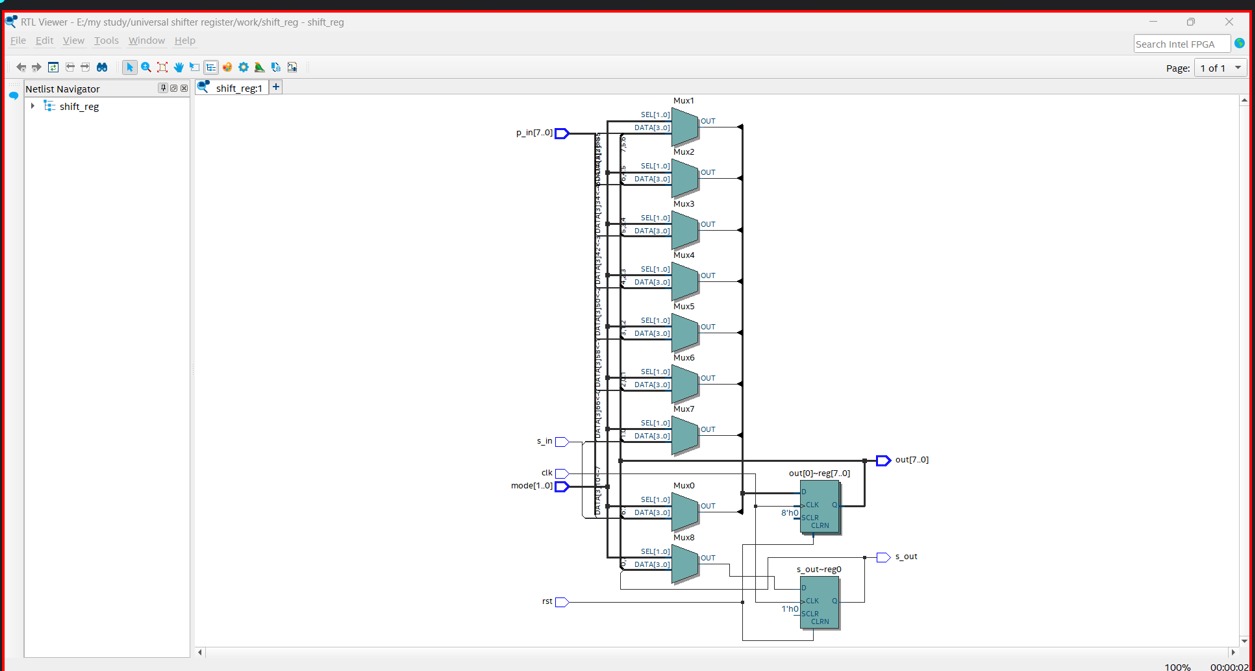 RTL Viewer - E:/my study/universal shifter register/work/shift_reg - shift_reg
File Edit View Tools Window Help
Search Intel FPGA
Page: 1 of 1
Netlist Navigator
shift_reg:1
shift_reg
Mux1
SEL[1..0]
OUT
p_in[7..0]
DATA[3..0]
Mux2
SEL[1..0]
OUT
DATA[3..0]
Mux3
SEL[1..0]
OUT
DATA[3..0]
Mux4
SEL[1..0]
OUT
DATA[3..0]
Mux5
SEL[1..0]
OUT
DATA[3..0]
Mux6
SEL[1..0]
OUT
DATA[3..0]
Mux7
SEL[1..0]
OUT
DATA[3..0]
s_in
out[7..0]
clk
out[0]~reg[7..0]
mode[1..0]
Mux0
D
SEL[1..0]
OUT
CLK
Q
DATA[3..0]
8'h0
SCLR
CLRN
Mux8
SEL[1..0]
OUT
s_out
DATA[3..0]
s_out~reg0
D
rst
CLK
Q
1'h0
SCLR
CLRN
100% 00:00:02